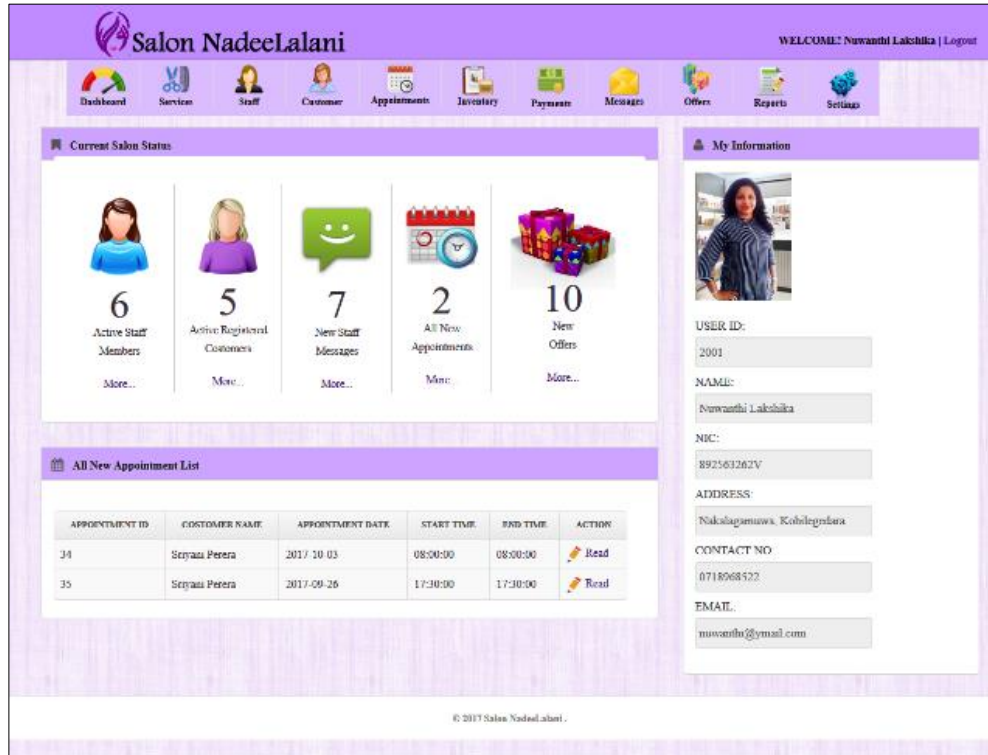 Salon NadeeLalani
WELCOME! Nuwanthi Lakshika | Logout
Dashboard Services Staff Customer Appointments Inventory Payments Messages Offers Reports Settings
Current Salon Status
6
Active Staff
Members
More...
5
Active Registered
Costomers
More...
7
New Staff
Messages
More...
2
All New
Appointments
More...
10
New
Offers
More...
All New Appointment List
APPOINTMENT ID COSTOMER NAME APPOINTMENT DATE START TIME END TIME ACTION
34 Sriyani Perera 2017-10-03 08:00:00 08:00:00 Read
35 Sriyani Perera 2017-09-26 17:30:00 17:30:00 Read
My Information
USER ID:
2001
NAME:
Nuwanthi Lakshika
NIC:
892563262V
ADDRESS:
Nakalagamuwa, Kobilegedara
CONTACT NO
0718968522
EMAIL:
nuwanthi@ymail.com
© 2017 Salon NadeeLalani .